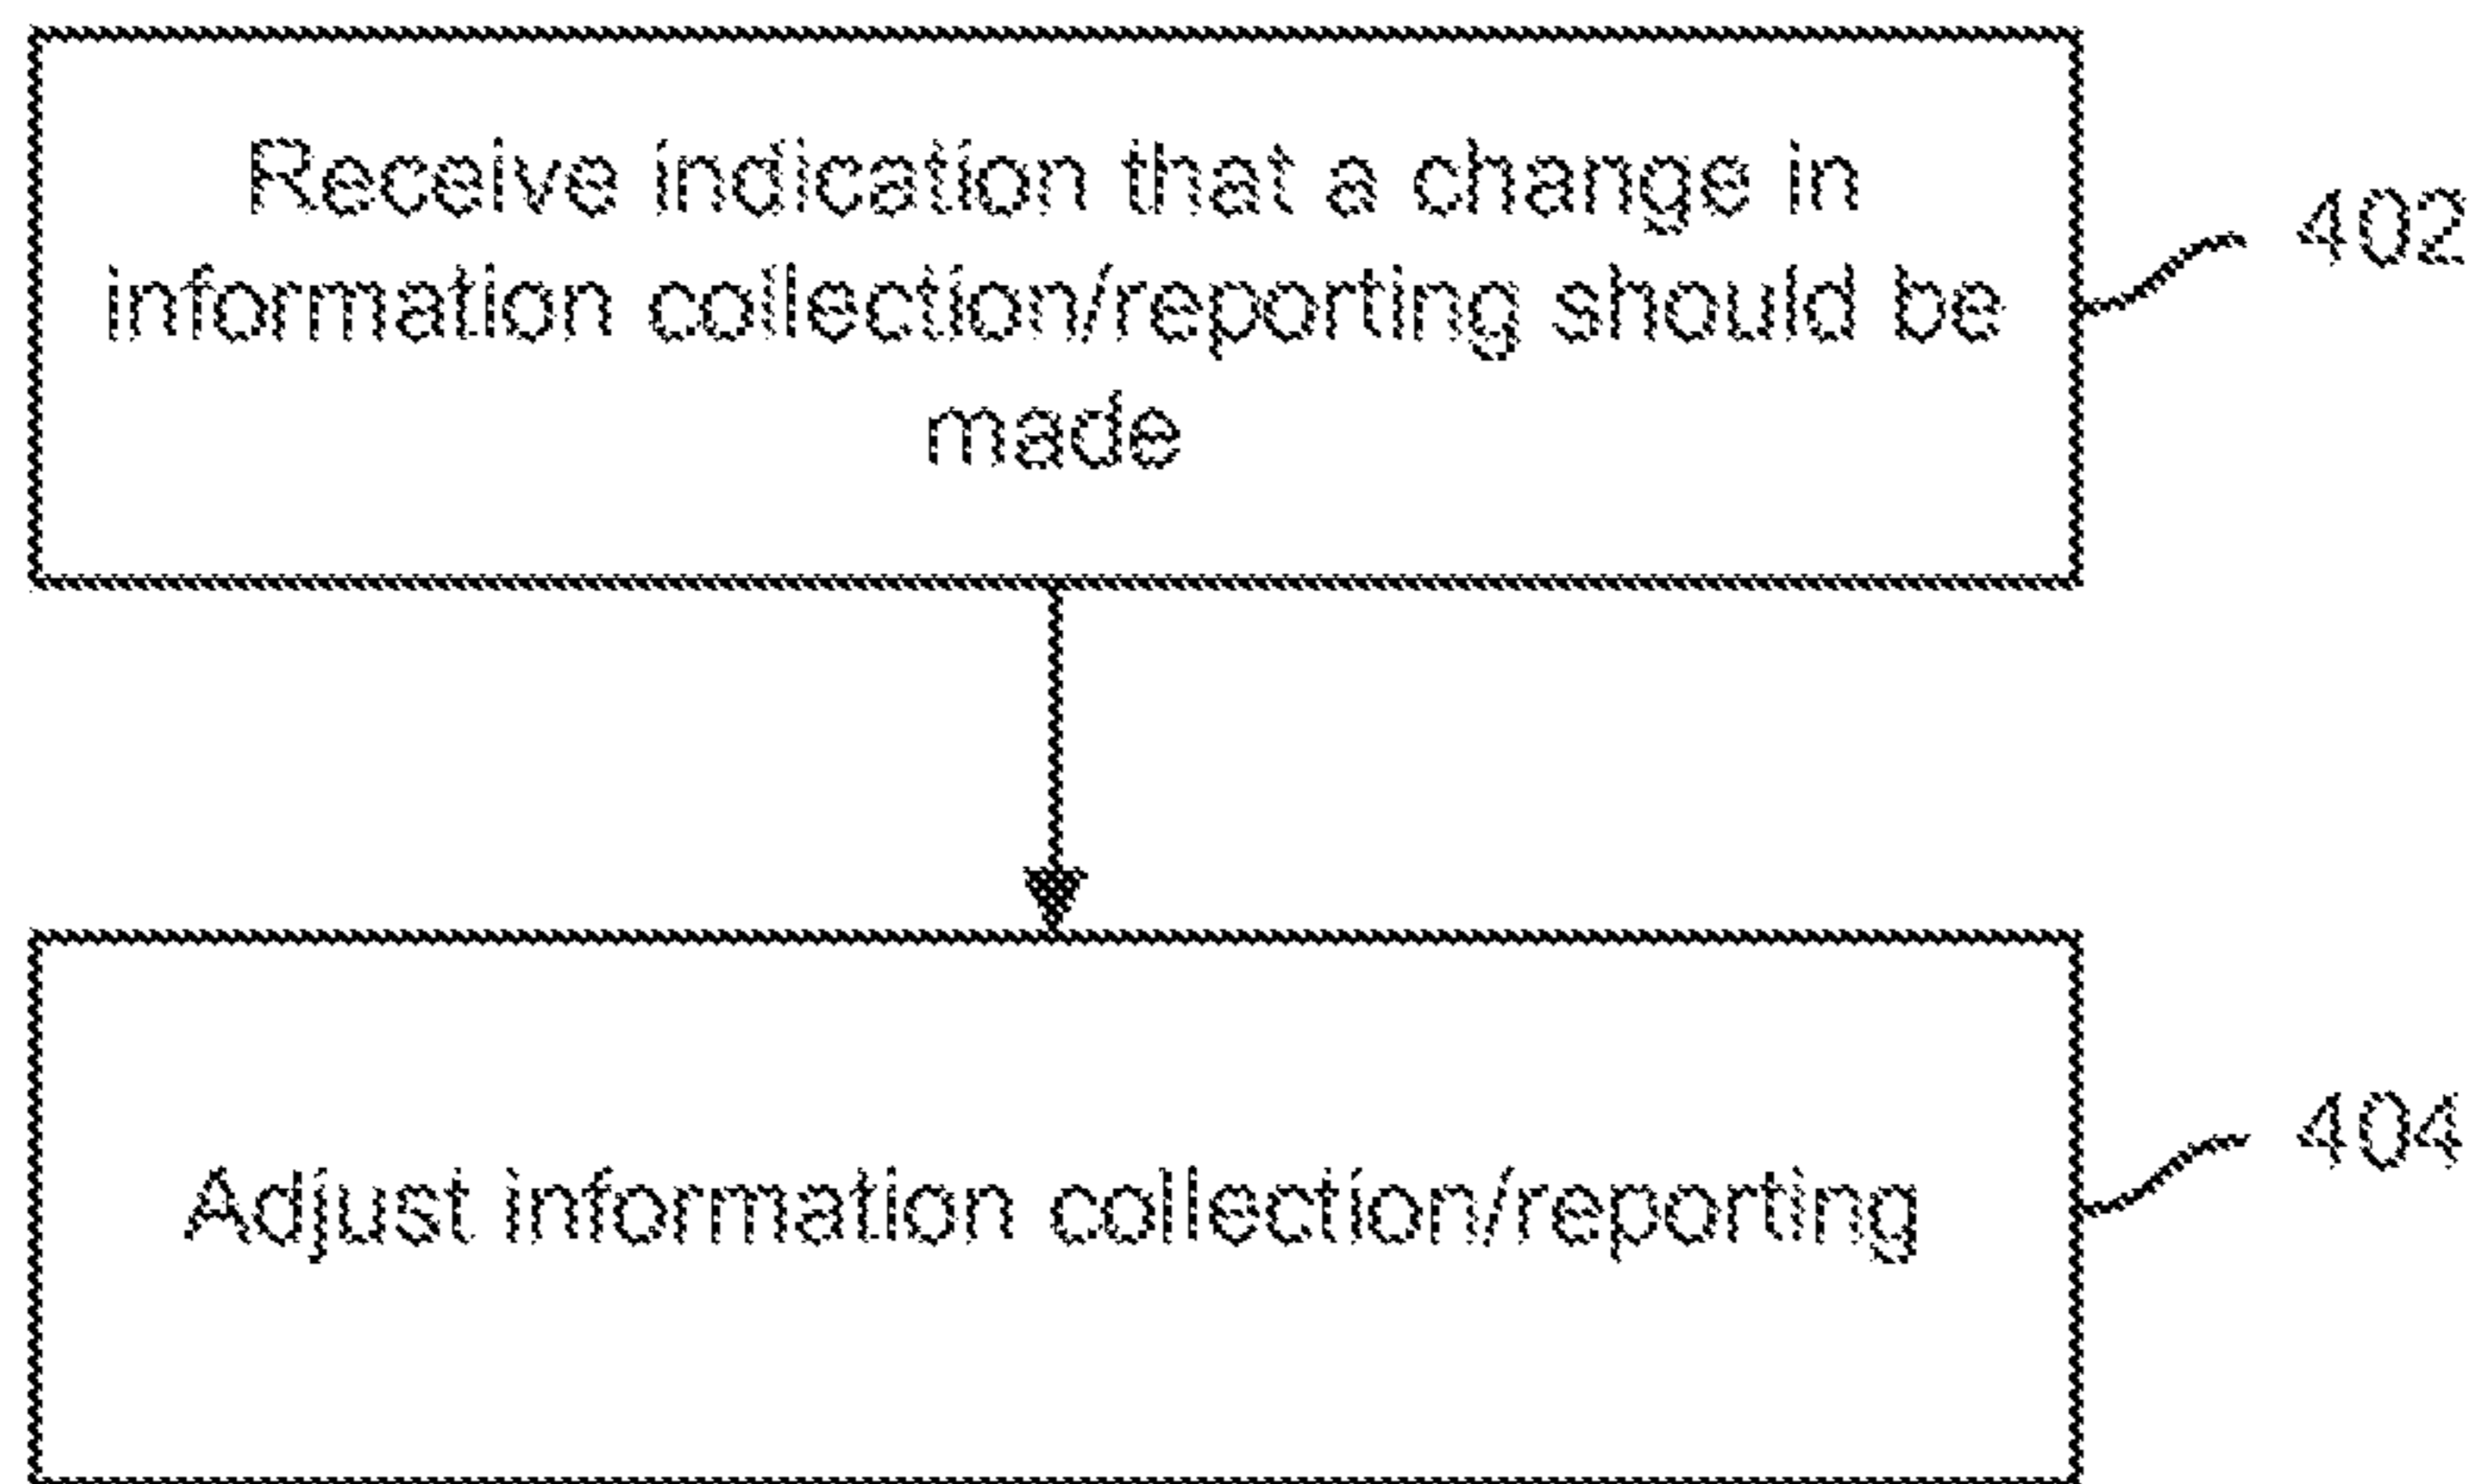 Receive indication that a change in
information collection/reporting should be
made
402
Adjust information collection/reporting
404